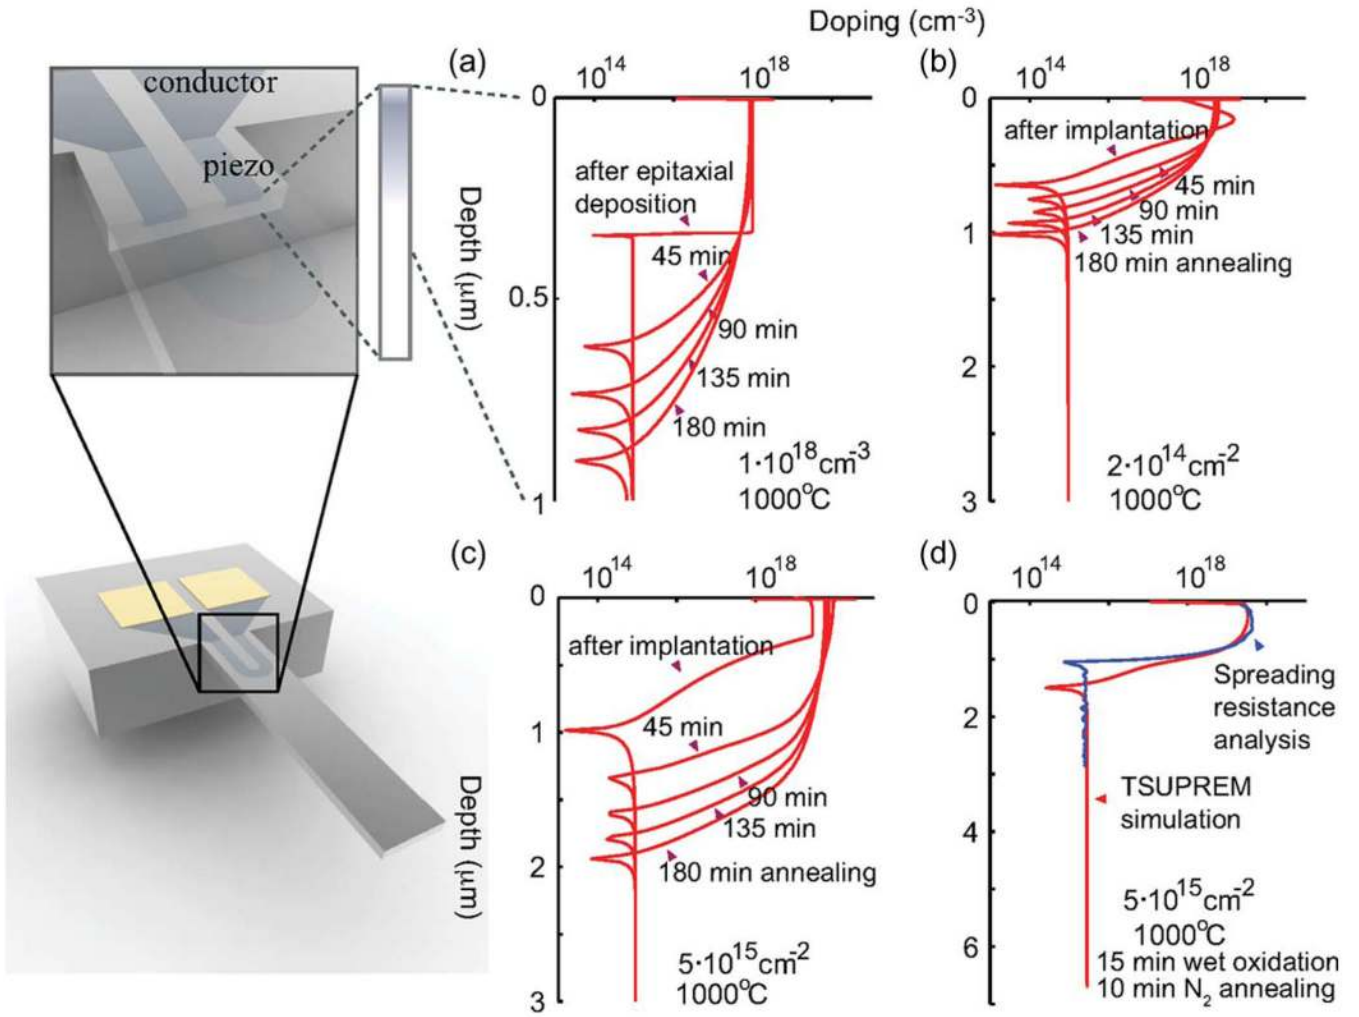 Doping (cm⁻³)
conductor
piezo
(a)
10¹⁴
10¹⁸
0
0.5
1
Depth (μm)
after epitaxial
deposition
45 min
90 min
135 min
180 min
1·10¹⁸cm⁻³
1000°C
(b)
10¹⁴
10¹⁸
0
1
2
3
after implantation
45 min
90 min
135 min
180 min annealing
2·10¹⁴cm⁻²
1000°C
(c)
10¹⁴
10¹⁸
0
1
2
3
Depth (μm)
after implantation
45 min
90 min
135 min
180 min annealing
5·10¹⁵cm⁻²
1000°C
(d)
10¹⁴
10¹⁸
0
2
4
6
Spreading
resistance
analysis
TSUPREM
simulation
5·10¹⁵cm⁻²
1000°C
15 min wet oxidation
10 min N₂ annealing